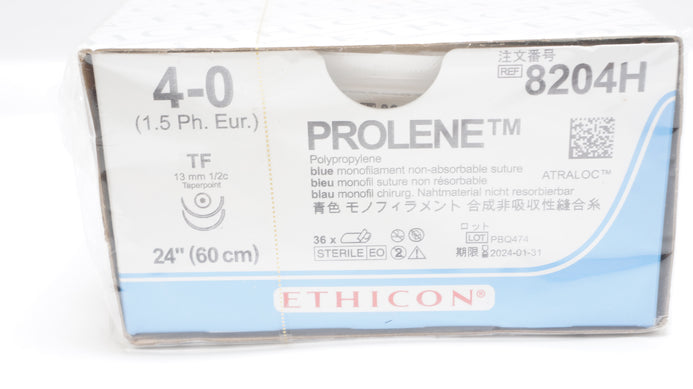 4-0
(1.5 Ph. Eur.)
TF
13 mm 1/2c
Taperpoint
24" (60 cm)
注文番号
REF 8204H
PROLENE™
Polypropylene
blue monofilament non-absorbable suture
bleu monofil suture non résorbable
blau monofil chirurg. Nahtmaterial nicht resorbierbar
青色 モノフィラメント 合成非吸収性縫合糸
ATRALOC™
36 x
STERILE EO
2
ロット
LOT PBQ474
期限 2024-01-31
ETHICON®